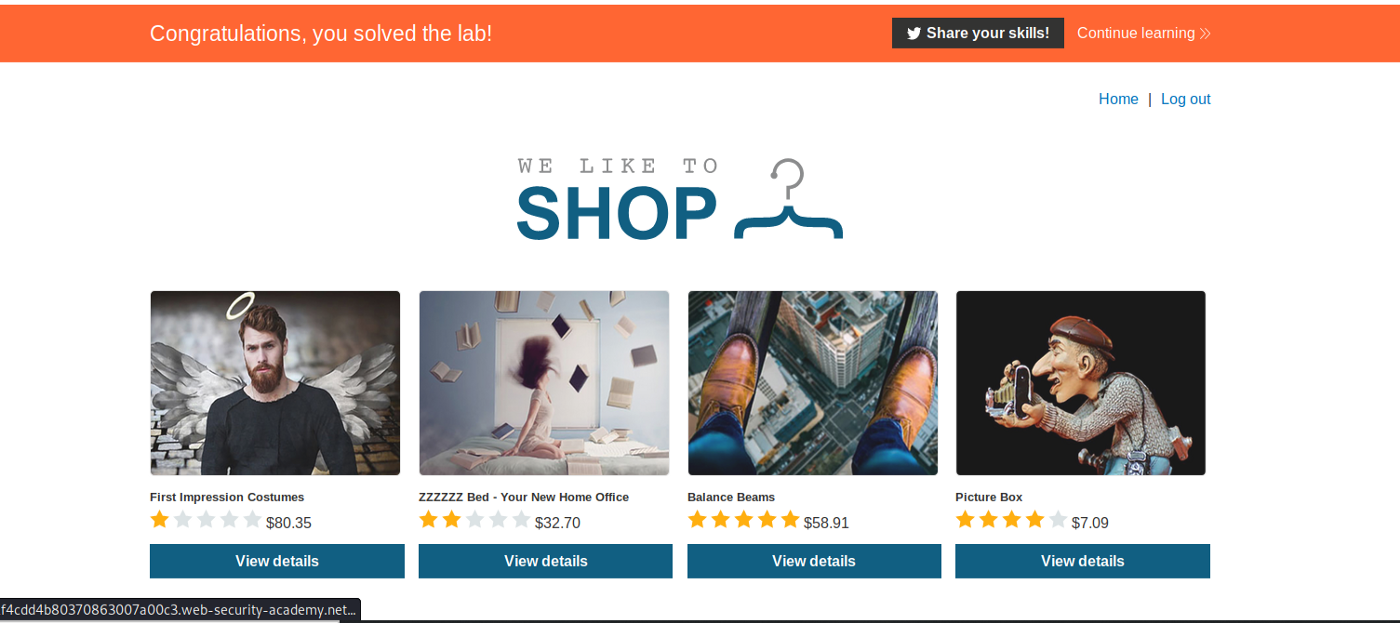 Congratulations, you solved the lab!
Share your skills!
Continue learning
Home | Log out
WE LIKE TO
SHOP
First Impression Costumes
$80.35
View details
ZZZZZZ Bed - Your New Home Office
$32.70
View details
Balance Beams
$58.91
View details
Picture Box
$7.09
View details
f4cdd4b80370863007a00c3.web-security-academy.net...